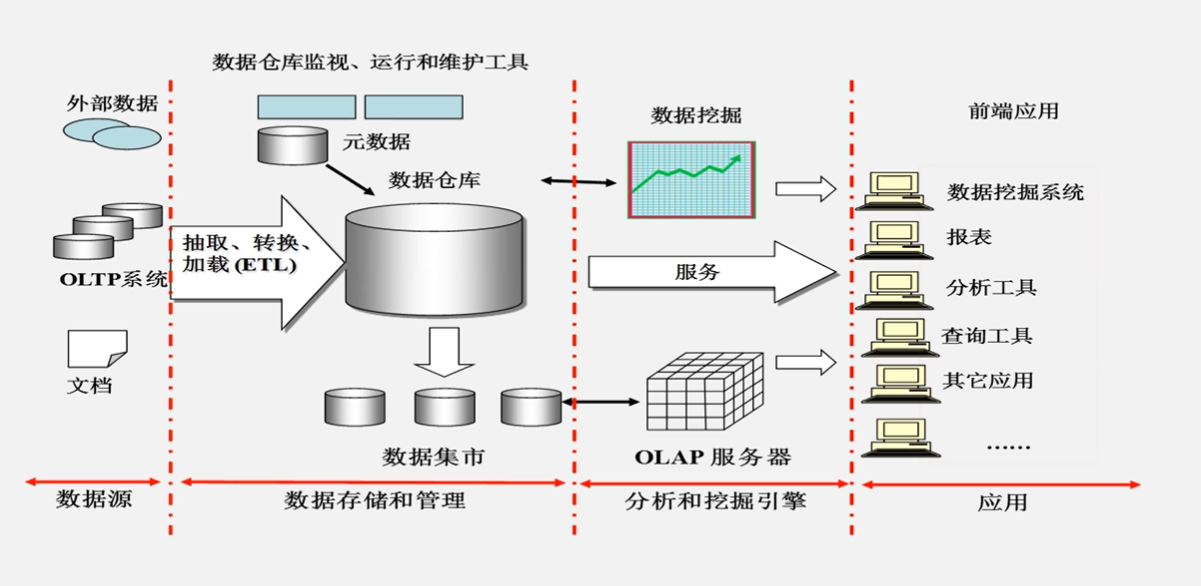 数据仓库监视、运行和维护工具
外部数据
OLTP系统
文档
元数据
数据仓库
抽取、转换、
加载(ETL)
数据集市
数据挖掘
服务
OLAP 服务器
前端应用
数据挖掘系统
报表
分析工具
查询工具
其它应用
……
数据源
数据存储和管理
分析和挖掘引擎
应用